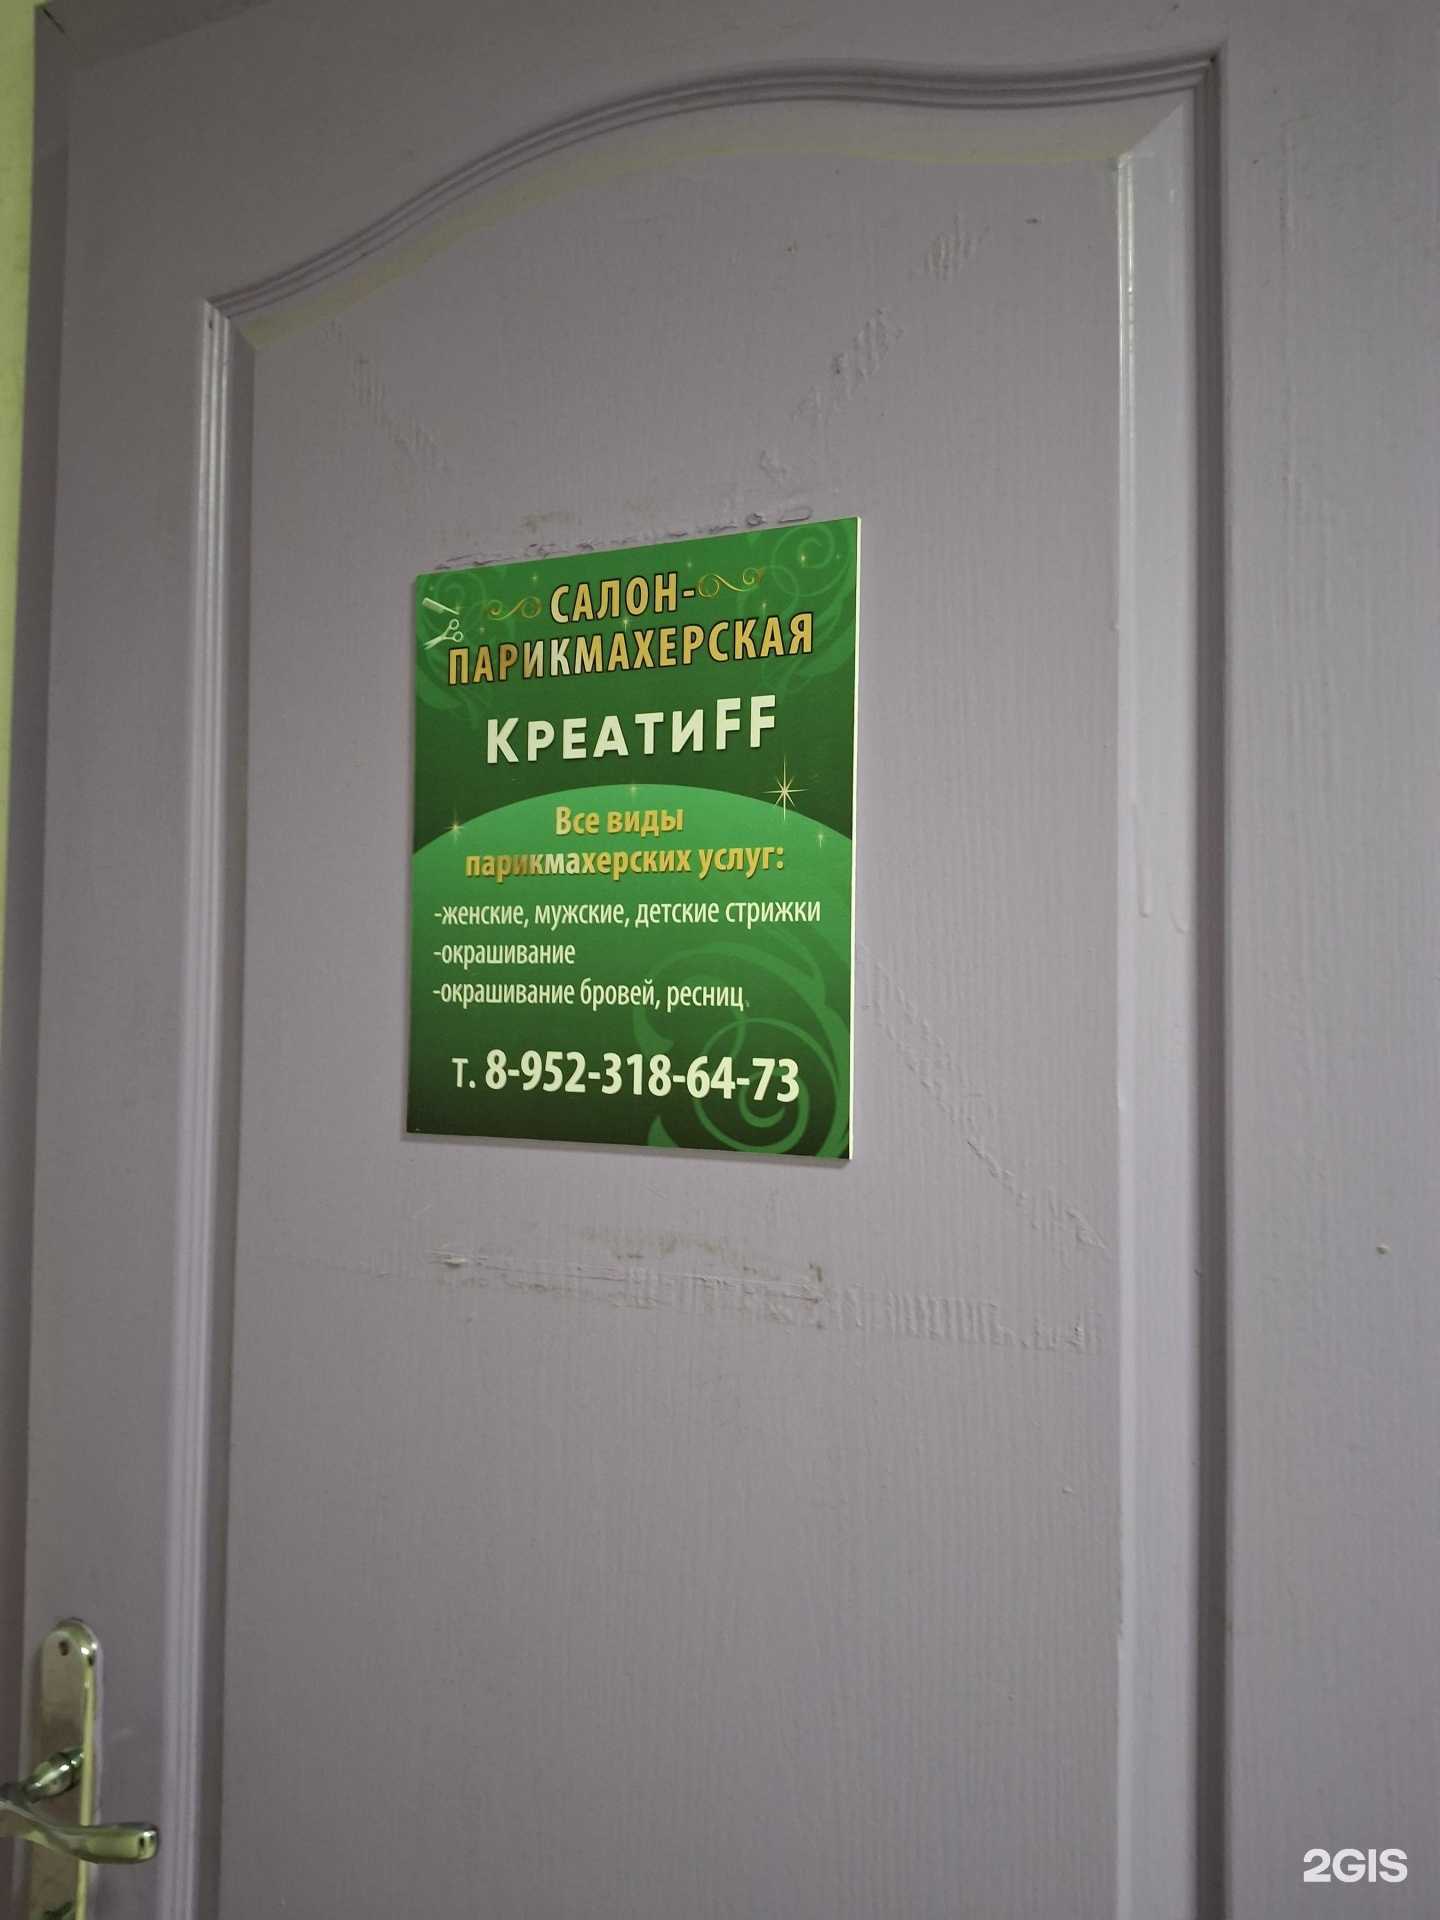 САЛОН-
ПАРИКМАХЕРСКАЯ
КРЕАТИFF
Все виды
парикмахерских услуг:
-женские, мужские, детские стрижки
-окрашивание
-окрашивание бровей, ресниц
т. 8-952-318-64-73
2GIS